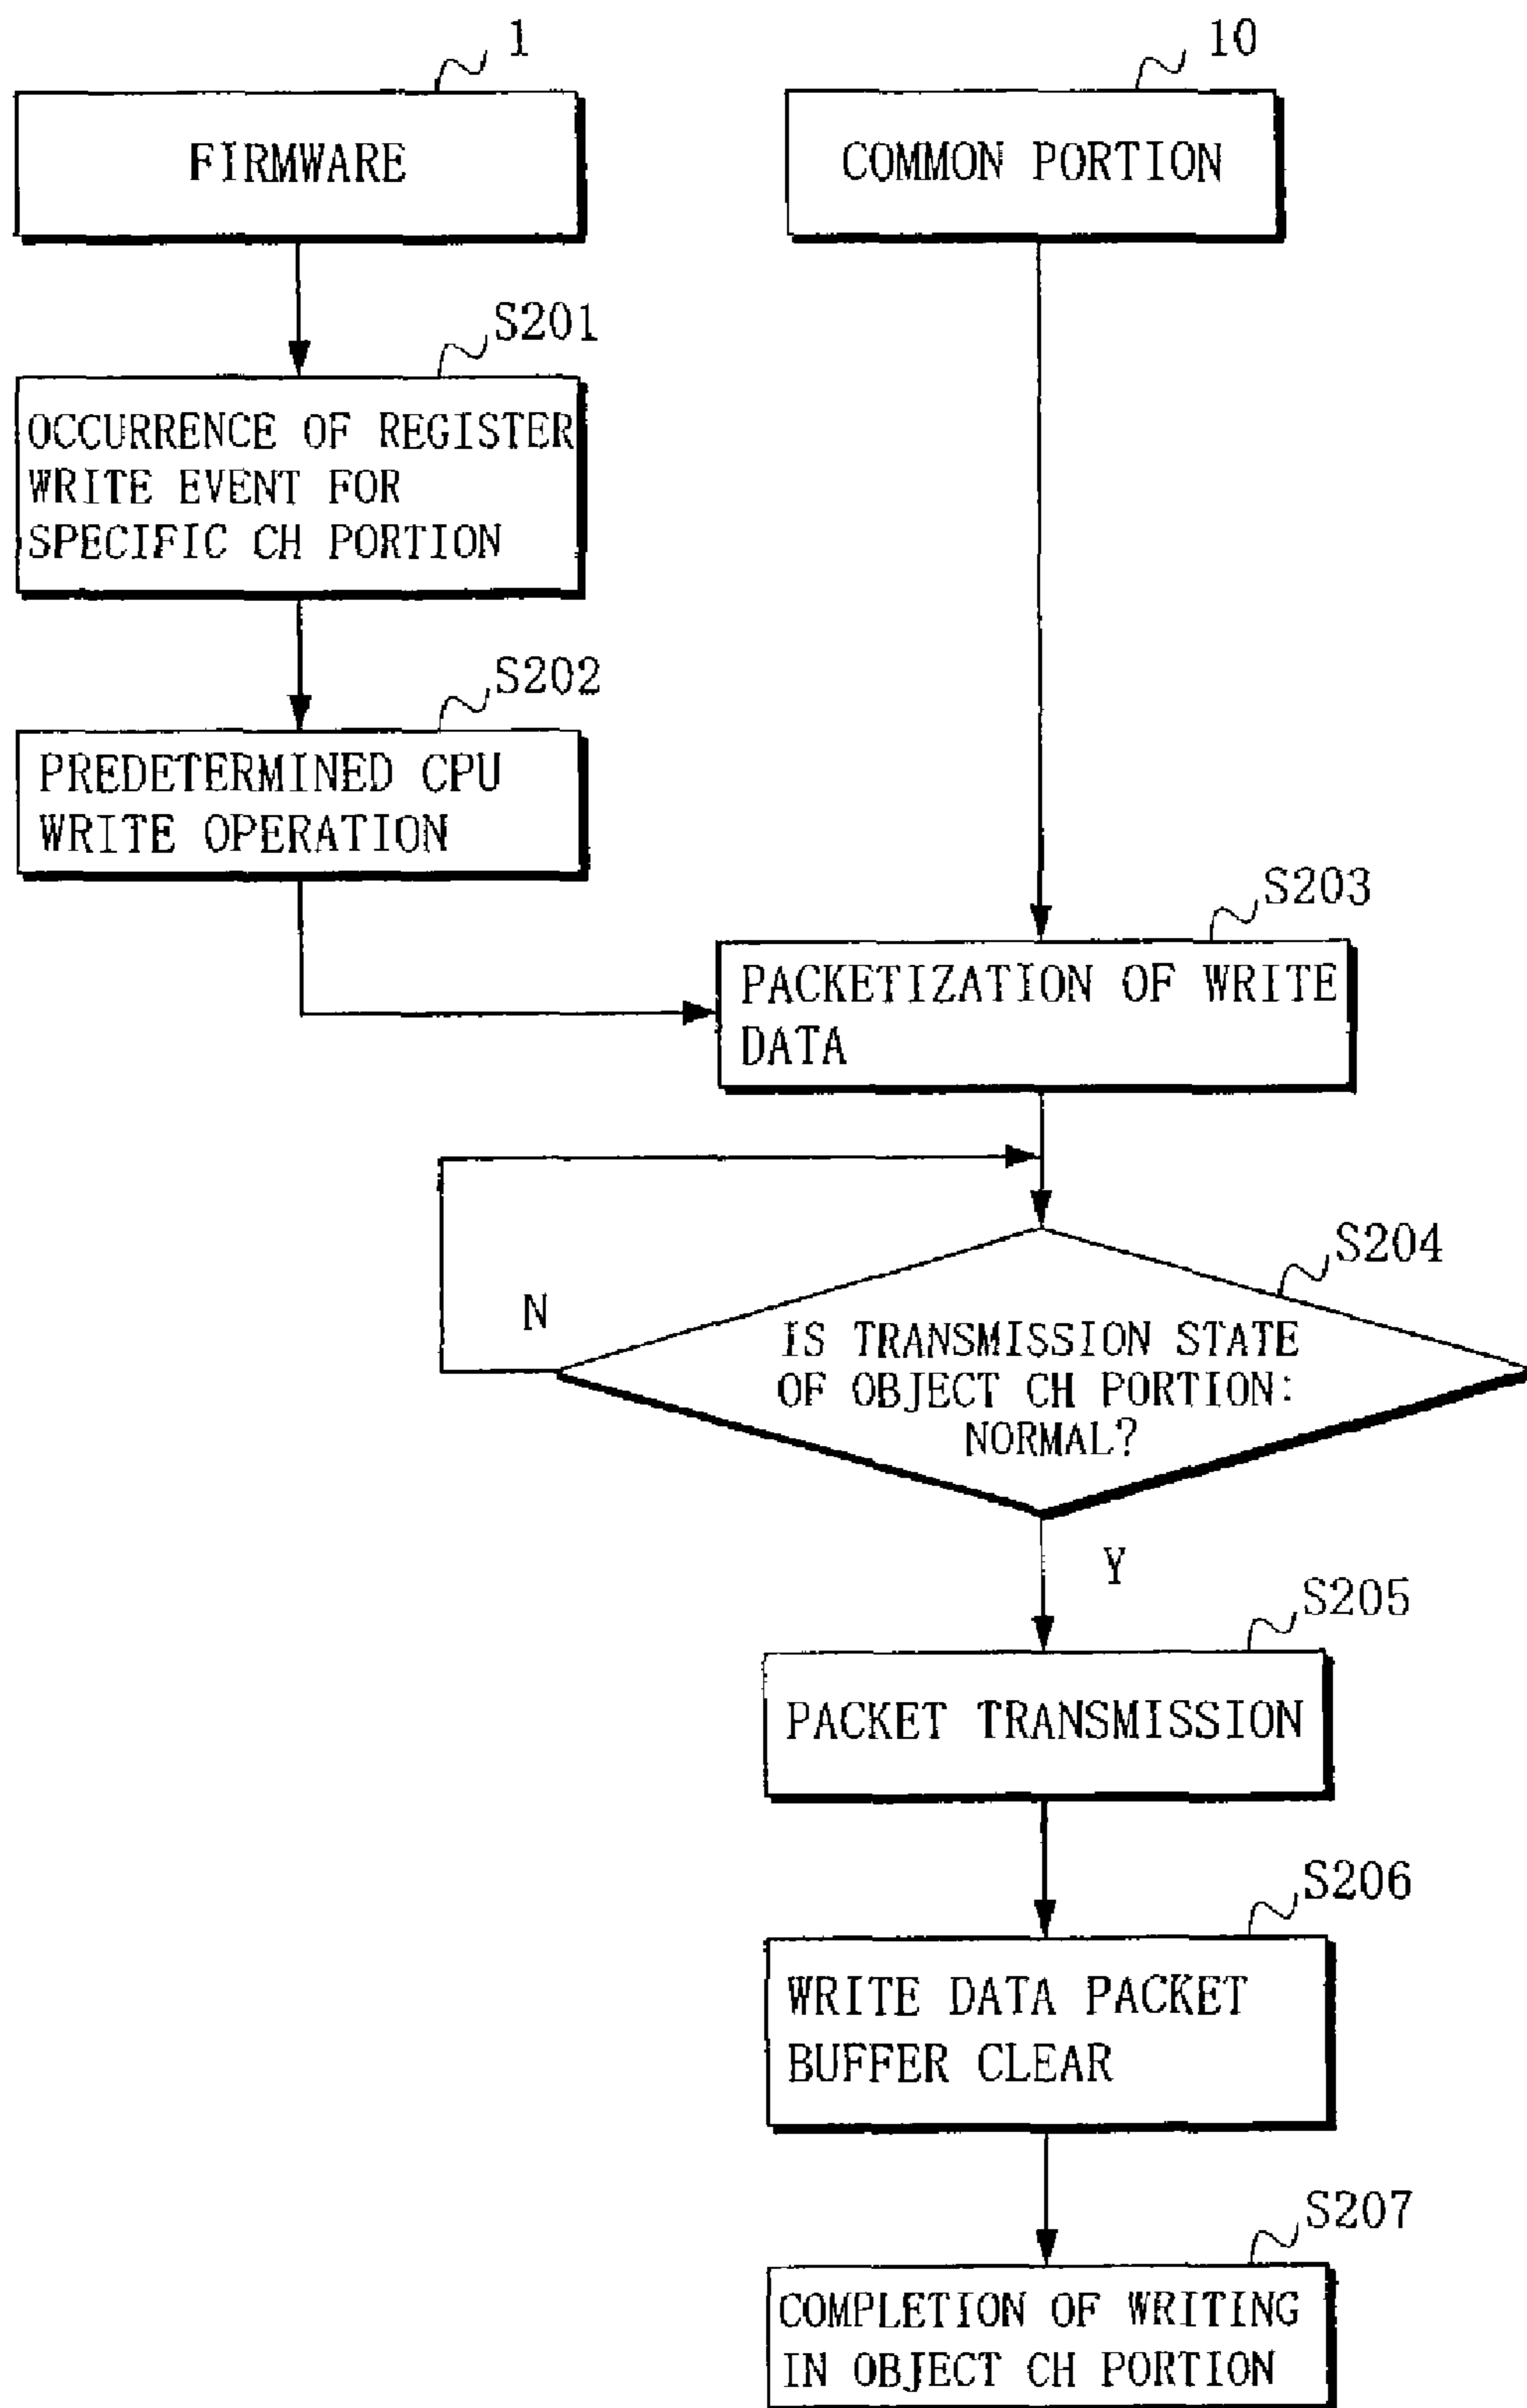 1
10
FIRMWARE
COMMON PORTION
S201
OCCURRENCE OF REGISTER
WRITE EVENT FOR
SPECIFIC CH PORTION
S202
PREDETERMINED CPU
WRITE OPERATION
S203
PACKETIZATION OF WRITE
DATA
S204
N
IS TRANSMISSION STATE
OF OBJECT CH PORTION:
NORMAL?
Y
S205
PACKET TRANSMISSION
S206
WRITE DATA PACKET
BUFFER CLEAR
S207
COMPLETION OF WRITING
IN OBJECT CH PORTION